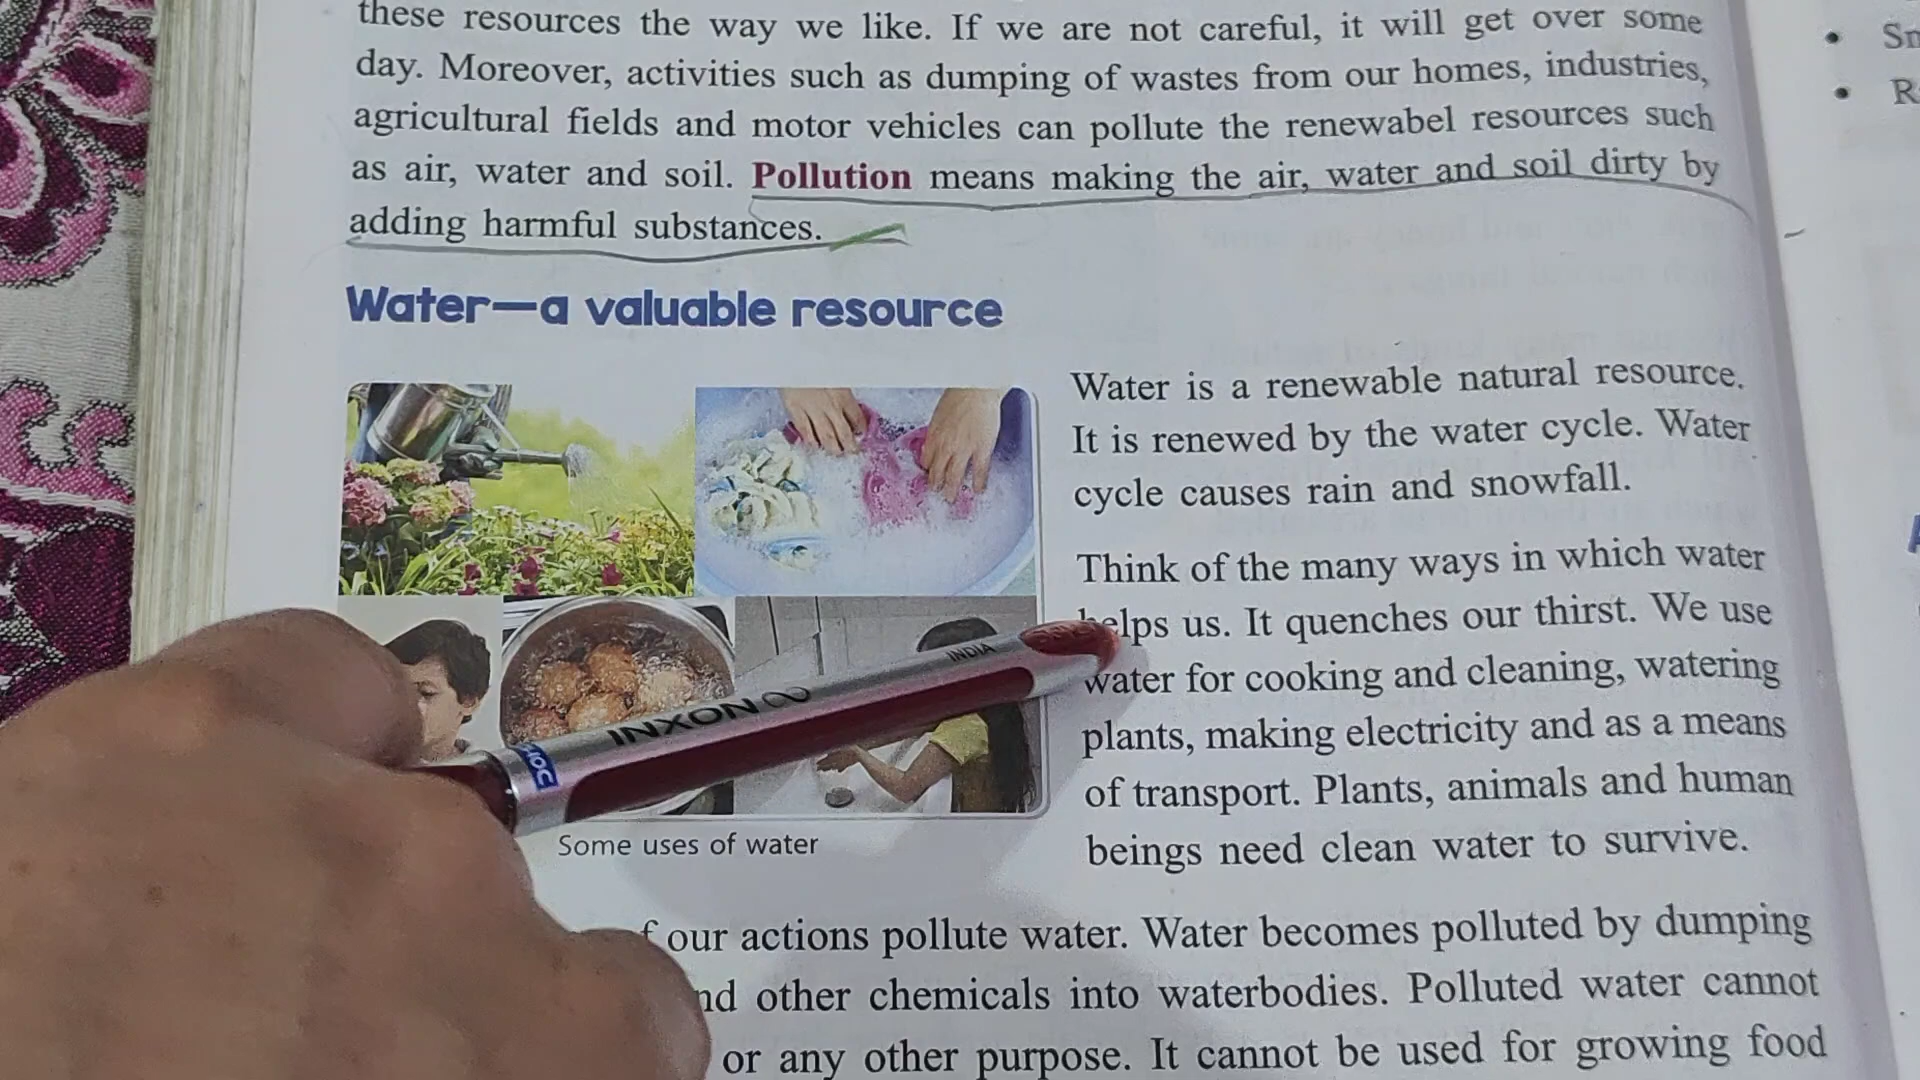 these resources the way we like. If we are not careful, it will get over some
day. Moreover, activities such as dumping of wastes from our homes, industries,
agricultural fields and motor vehicles can pollute the renewabel resources such
as air, water and soil. Pollution means making the air, water and soil dirty by
adding harmful substances.
Water—a valuable resource
Water is a renewable natural resource.
It is renewed by the water cycle. Water
cycle causes rain and snowfall.
Think of the many ways in which water
helps us. It quenches our thirst. We use
water for cooking and cleaning, watering
plants, making electricity and as a means
of transport. Plants, animals and human
beings need clean water to survive.
INXON
INDIA
Some uses of water
our actions pollute water. Water becomes polluted by dumping
other chemicals into waterbodies. Polluted water cannot
or any other purpose. It cannot be used for growing food